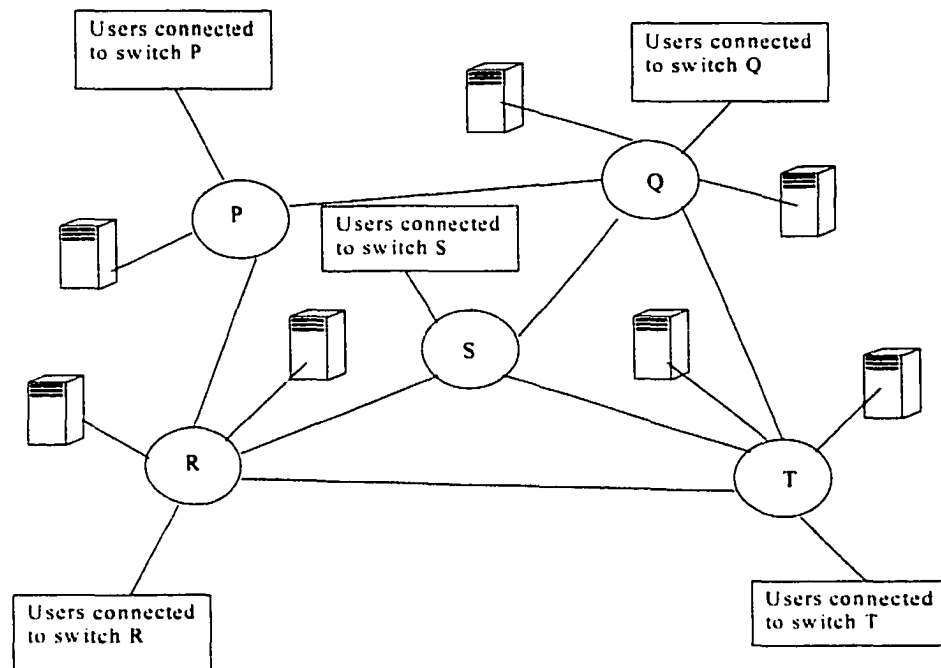 Users connected
to switch P
Users connected
to switch Q
P
Q
Users connected
to switch S
S
R
T
Users connected
to switch R
Users connected
to switch T